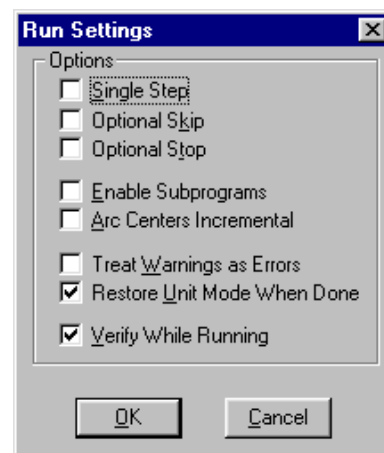 Run Settings
Options
Single Step
Optional Skip
Optional Stop
Enable Subprograms
Arc Centers Incremental
Treat Warnings as Errors
Restore Unit Mode When Done
Verify While Running
OK
Cancel